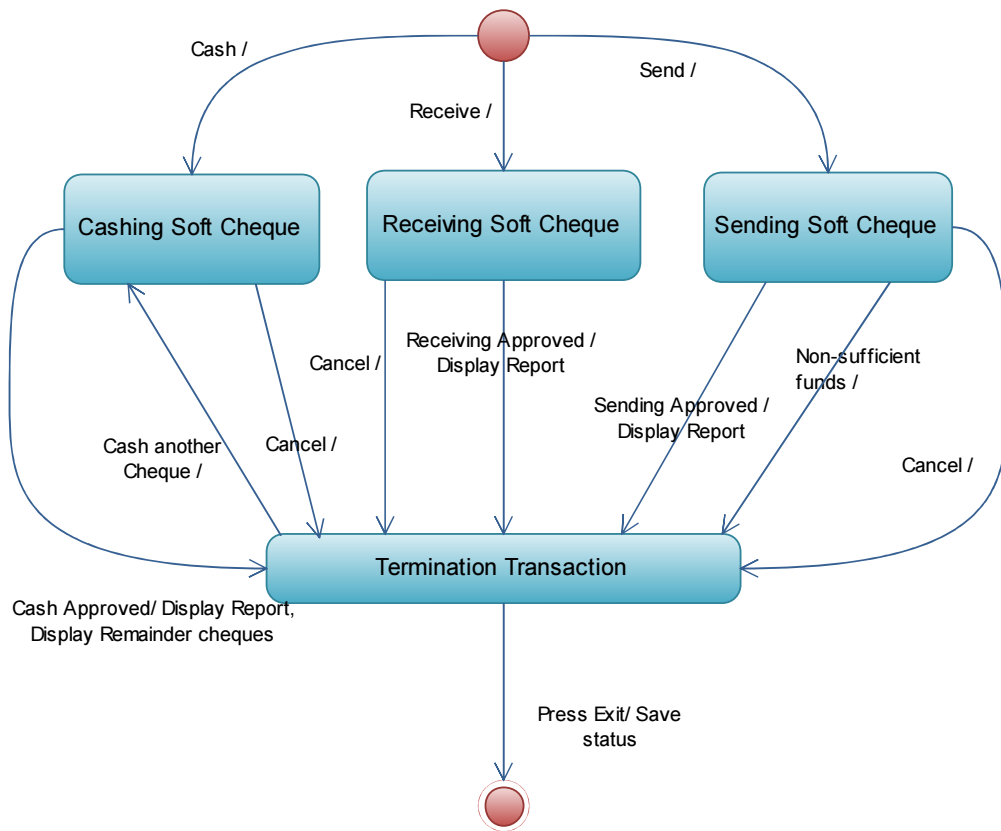 Cash /
Send /
Receive /
Cashing Soft Cheque
Receiving Soft Cheque
Sending Soft Cheque
Receiving Approved /
Display Report
Cancel /
Non-sufficient
funds /
Sending Approved /
Display Report
Cash another
Cheque /
Cancel /
Cancel /
Termination Transaction
Cash Approved/ Display Report,
Display Remainder cheques
Press Exit/ Save
status